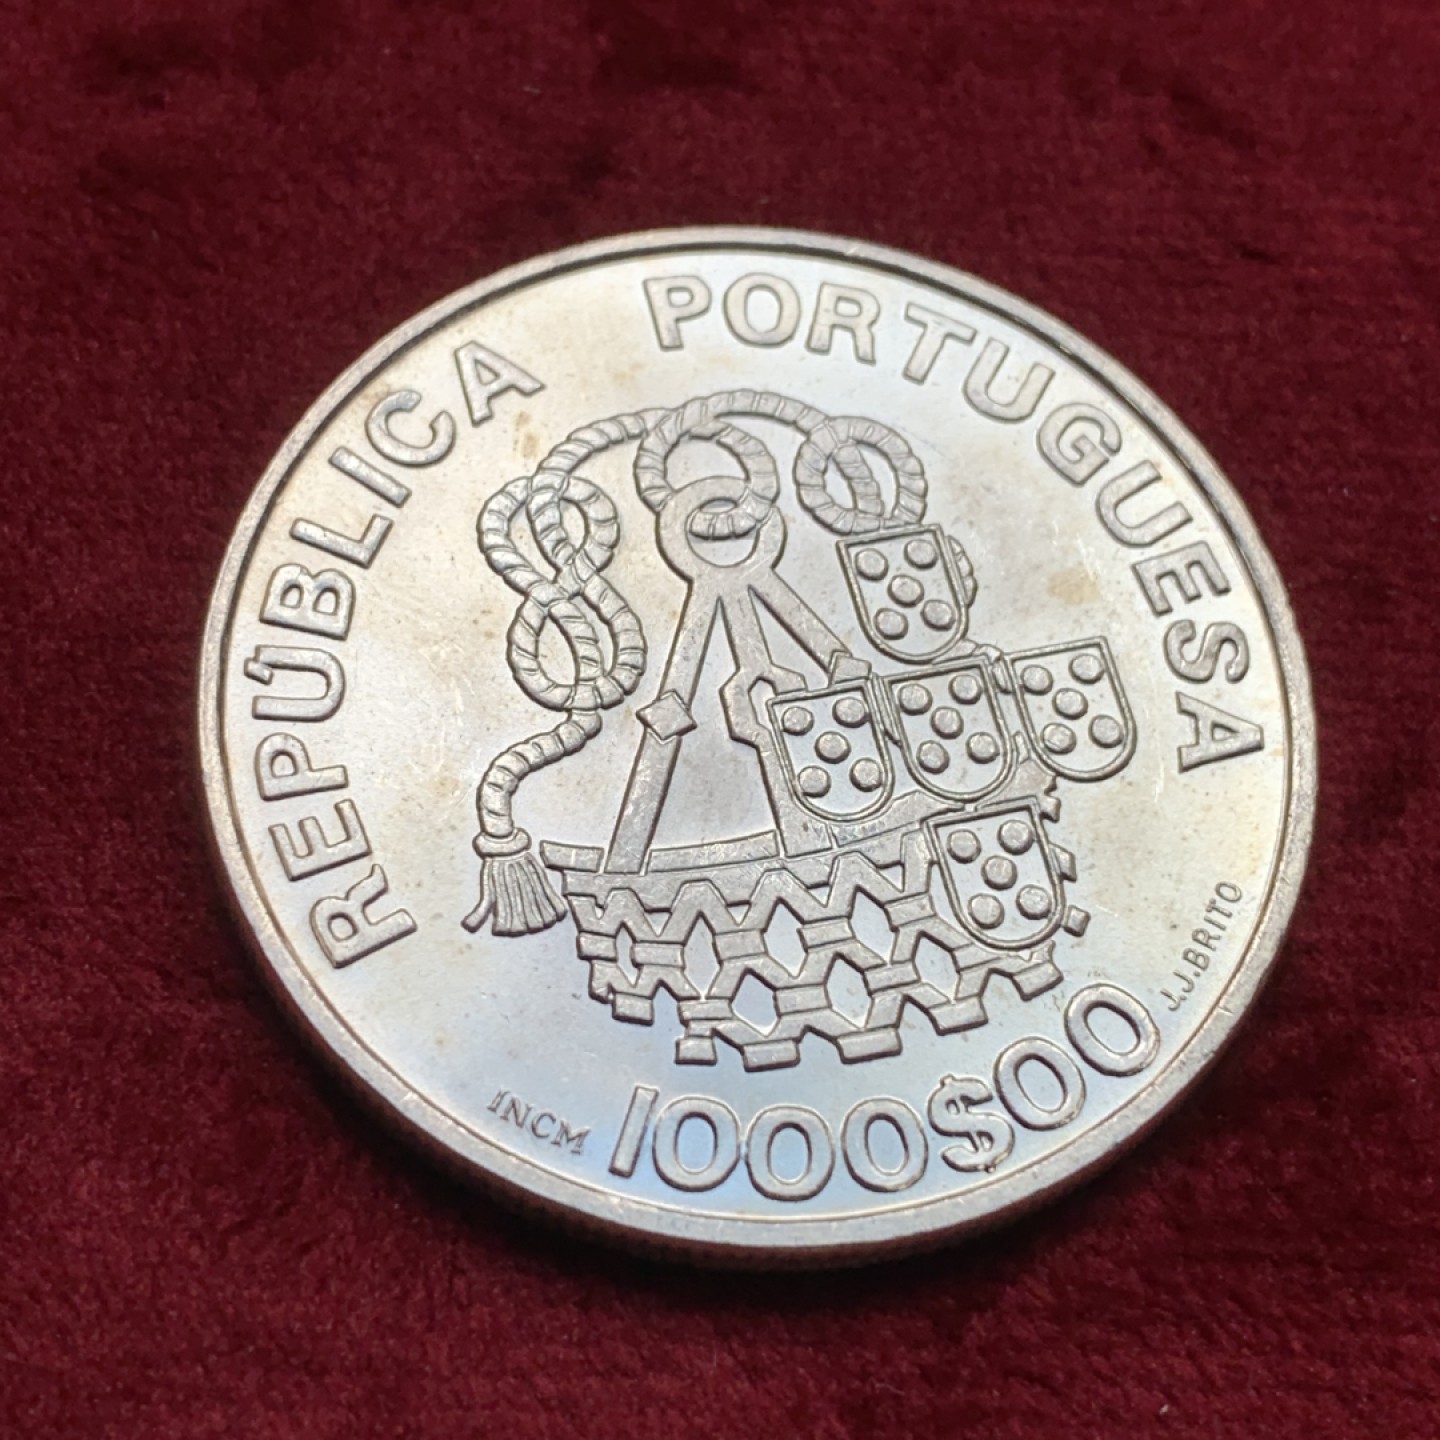 REPÚBLICA PORTUGUESA
INCM
1000$00
J.J.BRITO